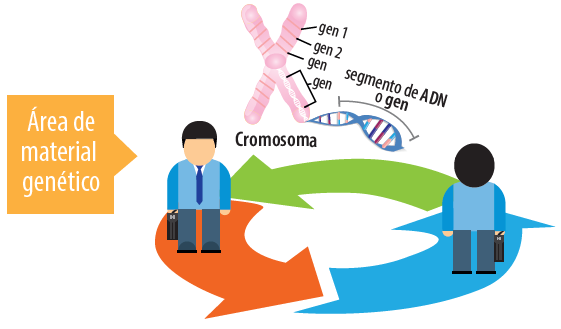 gen 1
gen 2
gen
gen
segmento de ADN
o gen
Cromosoma
Área de
material
genético